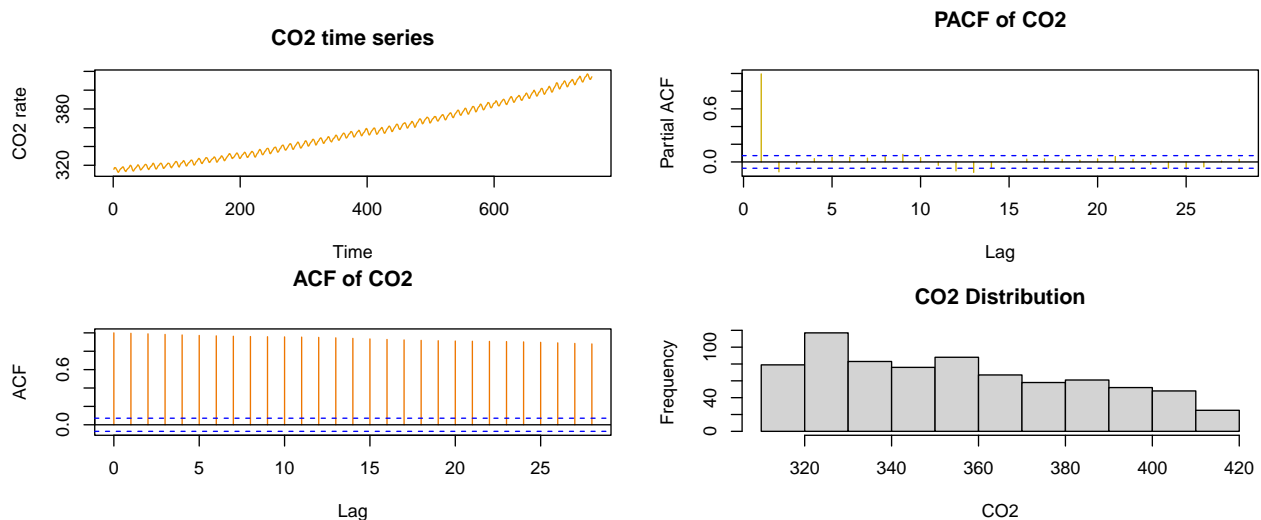 CO2 time series
CO2 rate
320 380
0 200 400 600
Time
PACF of CO2
Partial ACF
0.0 0.6
0 5 10 15 20 25
Lag
ACF of CO2
ACF
0.0 0.6
0 5 10 15 20 25
Lag
CO2 Distribution
Frequency
0 40 100
320 340 360 380 400 420
CO2